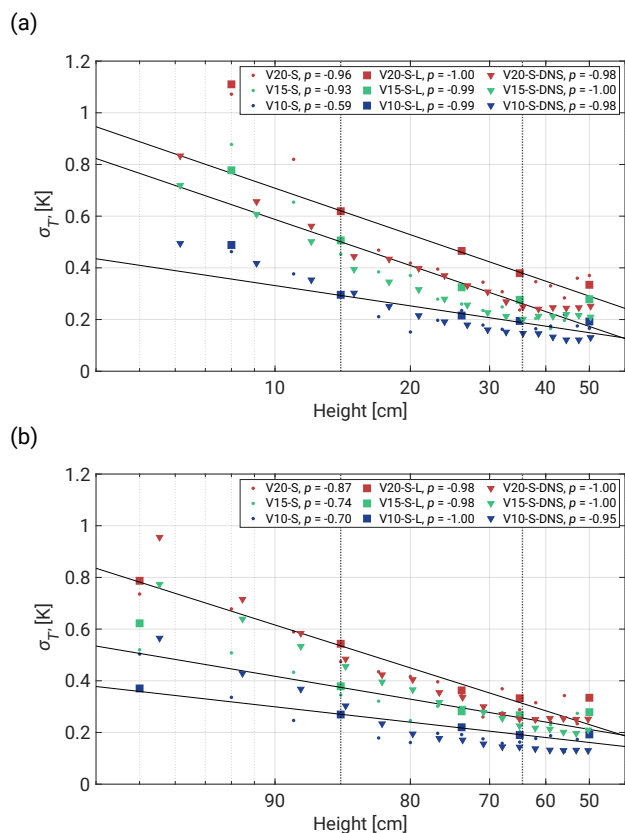 (a)
V20-S, p = -0.96 V20-S-L, p = -1.00 V20-S-DNS, p = -0.98
V15-S, p = -0.93 V15-S-L, p = -0.99 V15-S-DNS, p = -1.00
V10-S, p = -0.59 V10-S-L, p = -0.99 V10-S-DNS, p = -0.98
1.2
1
0.8
0.6
0.4
0.2
0
σT', [K]
10 20 30 40 50
Height [cm]
(b)
V20-S, p = -0.87 V20-S-L, p = -0.98 V20-S-DNS, p = -1.00
V15-S, p = -0.74 V15-S-L, p = -0.98 V15-S-DNS, p = -1.00
V10-S, p = -0.70 V10-S-L, p = -1.00 V10-S-DNS, p = -0.95
1.2
1
0.8
0.6
0.4
0.2
0
σT', [K]
90 80 70 60 50
Height [cm]